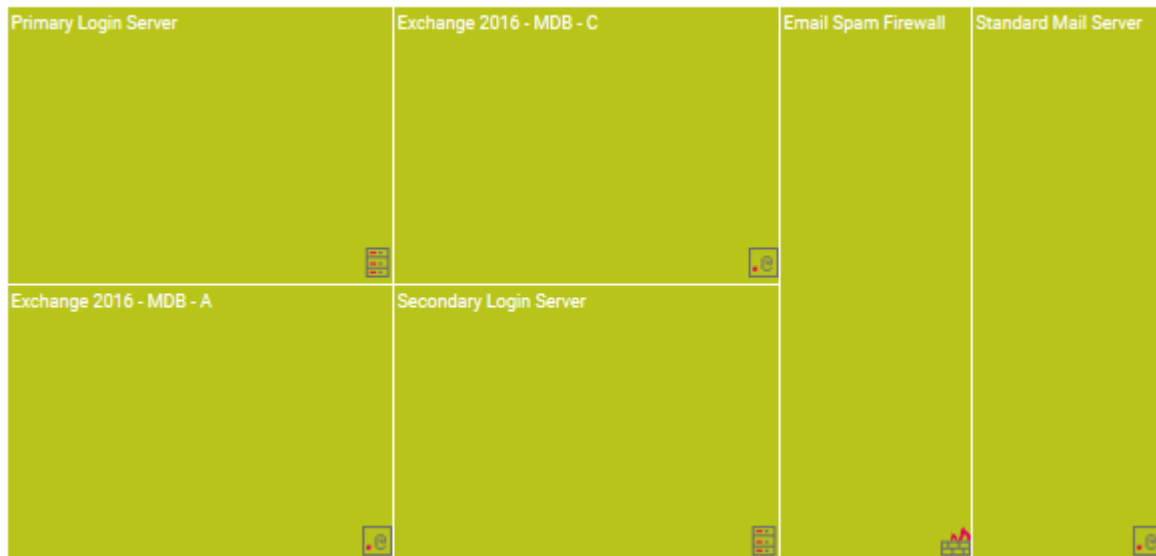 Primary Login Server
Exchange 2016 - MDB - C
Email Spam Firewall
Standard Mail Server
Exchange 2016 - MDB - A
Secondary Login Server